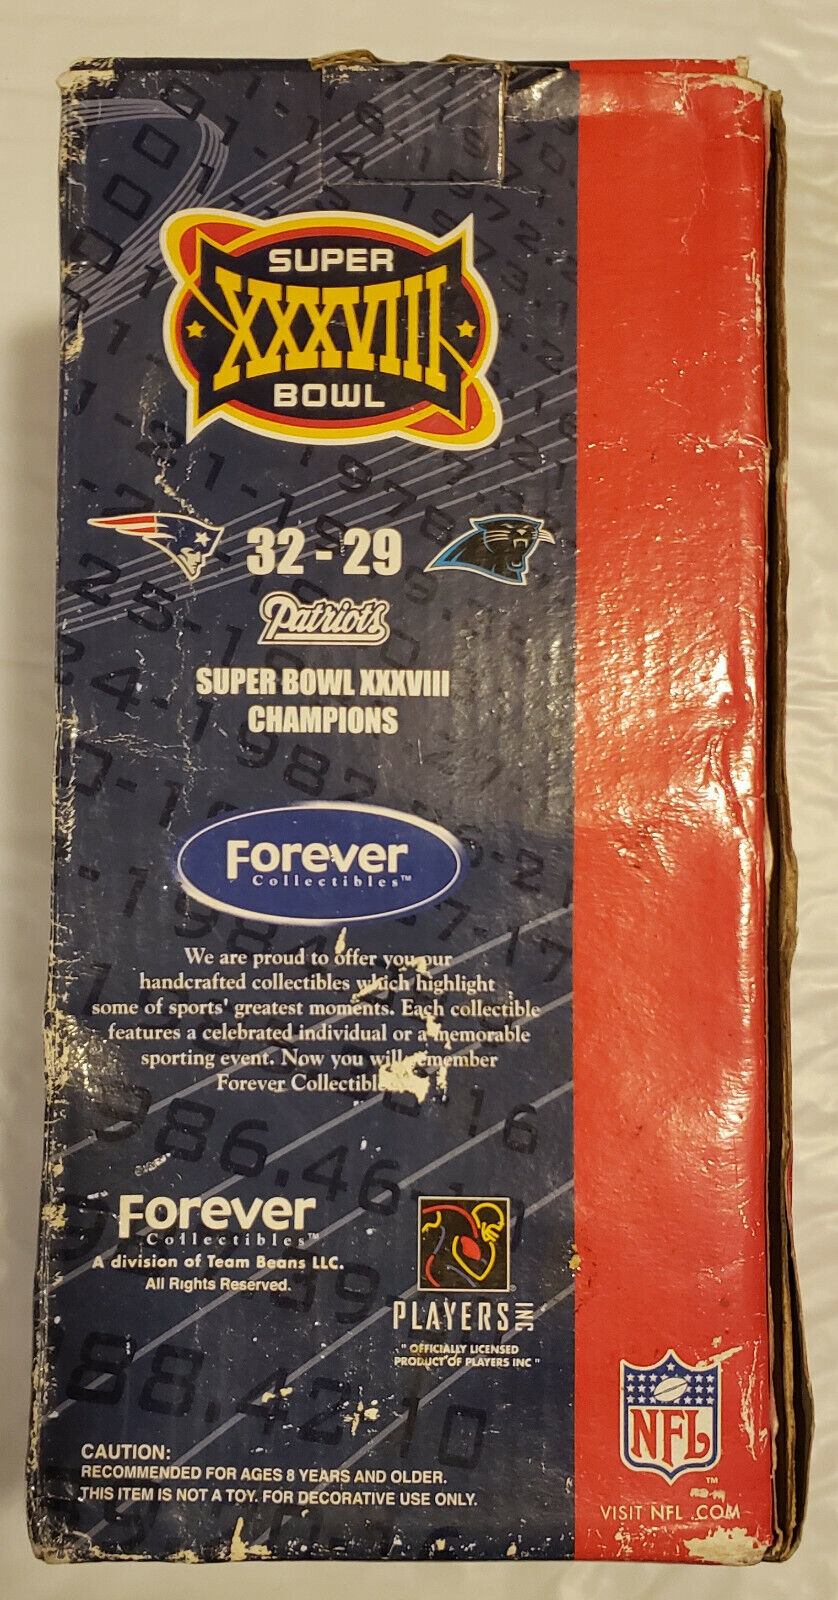 SUPER
XXXVIII
BOWL
32 - 29
Patriots
SUPER BOWL XXXVIII
CHAMPIONS
Forever
Collectibles™
We are proud to offer you our
handcrafted collectibles which highlight
some of sports' greatest moments. Each collectible
features a celebrated individual or a memorable
sporting event. Now you will remember
Forever
Forever
Collectibles™
A division of Team Beans LLC.
All Rights Reserved.
PLAYERS INC
" OFFICIALLY LICENSED
PRODUCT OF PLAYERS INC "
NFL
™
VISIT NFL .COM
CAUTION:
RECOMMENDED FOR AGES 8 YEARS AND OLDER.
THIS ITEM IS NOT A TOY. FOR DECORATIVE USE ONLY.